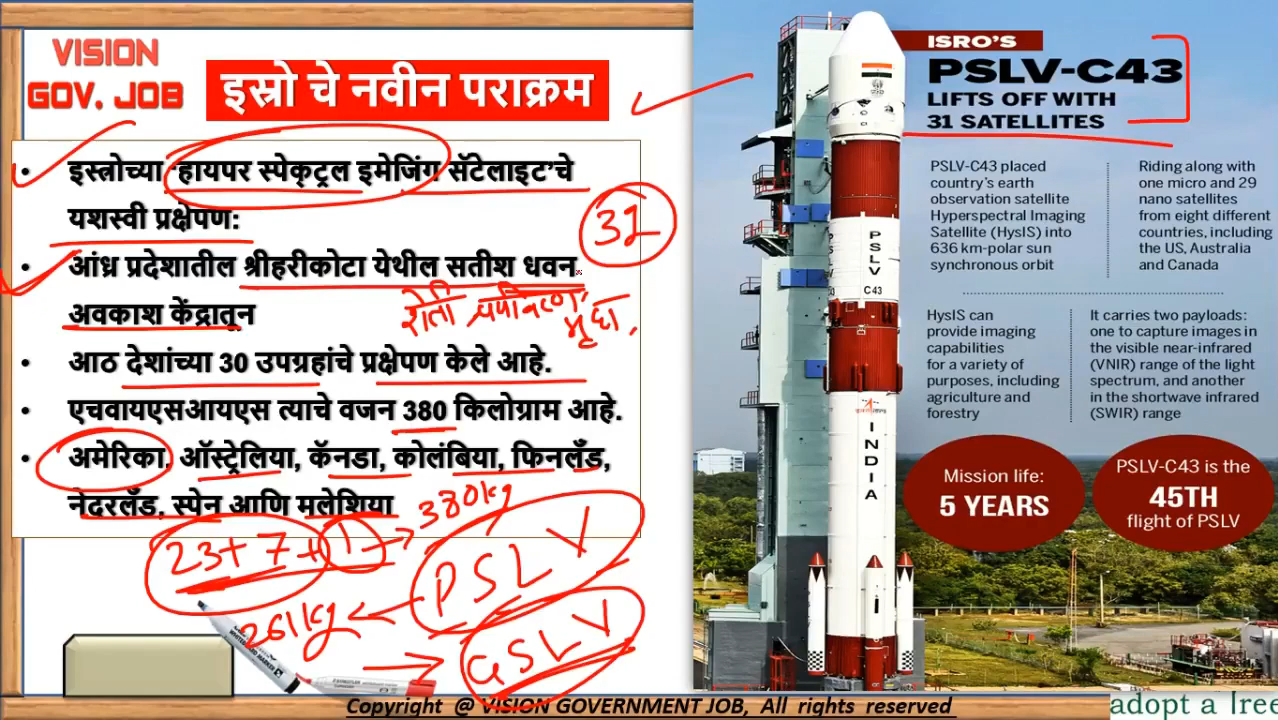 VISION
GOV. JOB
इस्रो चे नवीन पराक्रम
• इस्त्रोच्या ‘हायपर स्पेक्ट्रल इमेजिंग सॅटेलाइट’चे
यशस्वी प्रक्षेपण:
• आंध्र प्रदेशातील श्रीहरीकोटा येथील सतीश धवन
अवकाश केंद्रातून
• आठ देशांच्या 30 उपग्रहांचे प्रक्षेपण केले आहे.
• एचवायएसआयएस त्याचे वजन 380 किलोग्राम आहे.
• अमेरिका, ऑस्ट्रेलिया, कॅनडा, कोलंबिया, फिनलँड,
नेदरलँड, स्पेन आणि मलेशिया
31
शेती
मृदा,
23+7+1 → 380kg
PSLV
261kg
GSLV
ISRO'S
PSLV-C43
LIFTS OFF WITH
31 SATELLITES
PSLV-C43 placed
country's earth
observation satellite
Hyperspectral Imaging
Satellite (HysIS) into
636 km-polar sun
synchronous orbit
Riding along with
one micro and 29
nano satellites
from eight different
countries, including
the US, Australia
and Canada
HysIS can
provide imaging
capabilities
for a variety of
purposes, including
agriculture and
forestry
It carries two payloads:
one to capture images in
the visible near-infrared
(VNIR) range of the light
spectrum, and another
in the shortwave infrared
(SWIR) range
Mission life:
5 YEARS
PSLV-C43 is the
45TH
flight of PSLV
PSLV
C43
INDIA
Copyright @ VISION GOVERNMENT JOB, All rights reserved
adopt a Tree